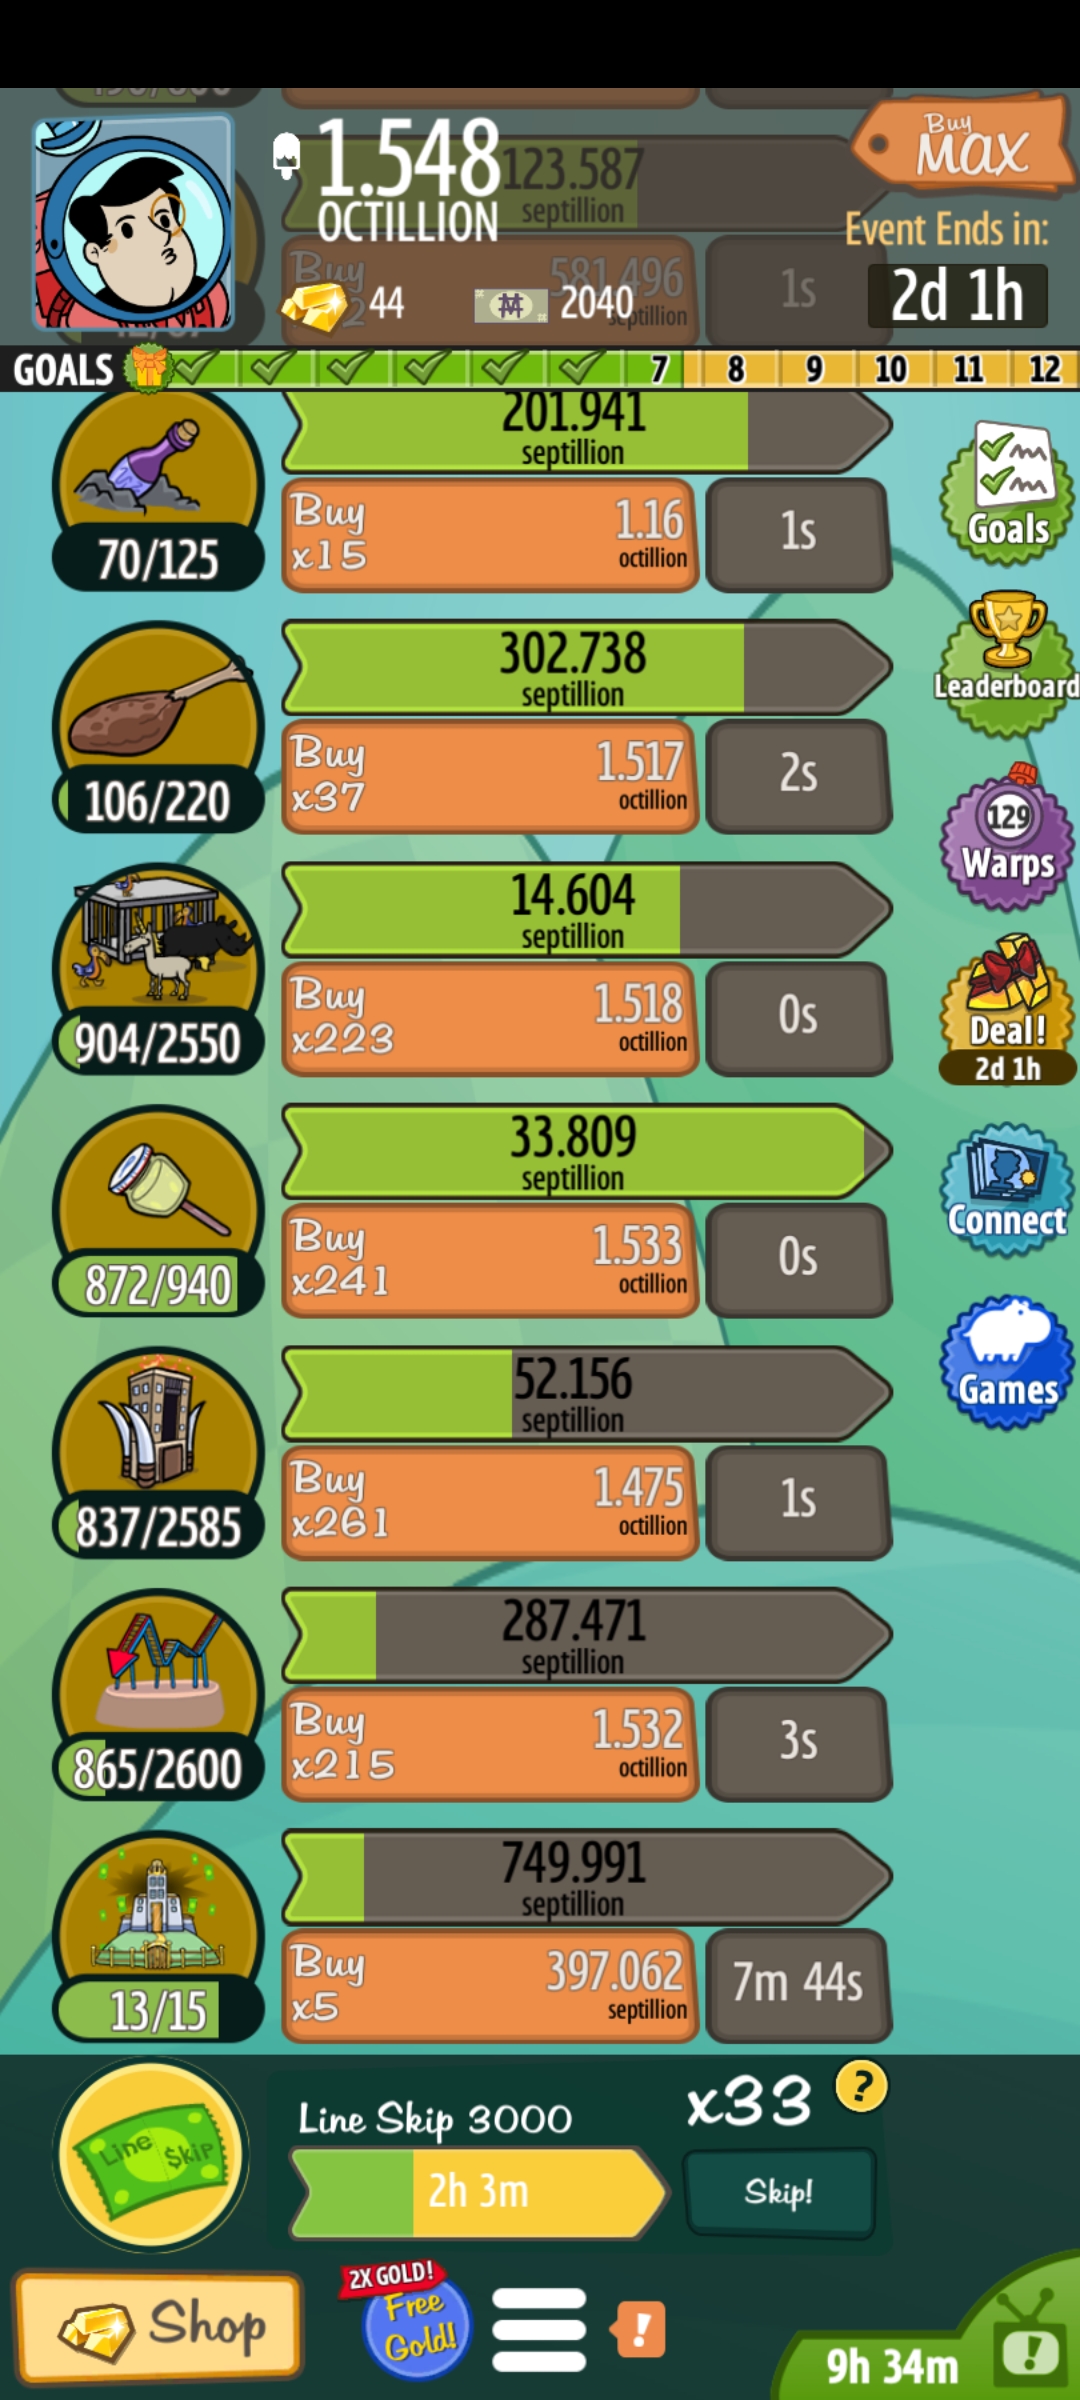 1.548
OCTILLION
123.587
septillion
Buy
MAX
Event Ends in:
2d 1h
Buy
581.496
septillion
1s
44
2040
GOALS
7
8
9
10
11
12
201.941
septillion
70/125
Buy
x15
1.16
octillion
1s
Goals
302.738
septillion
106/220
Buy
x37
1.517
octillion
2s
Leaderboard
14.604
septillion
904/2550
Buy
x223
1.518
octillion
0s
129
Warps
Deal!
2d 1h
33.809
septillion
872/940
Buy
x241
1.533
octillion
0s
Connect
52.156
septillion
837/2585
Buy
x261
1.475
octillion
1s
Games
287.471
septillion
865/2600
Buy
x215
1.532
octillion
3s
749.991
septillion
13/15
Buy
x5
397.062
septillion
7m 44s
Line Skip
Line Skip 3000
x33
?
2h 3m
Skip!
Shop
2X GOLD!
Free
Gold!
!
9h 34m
!